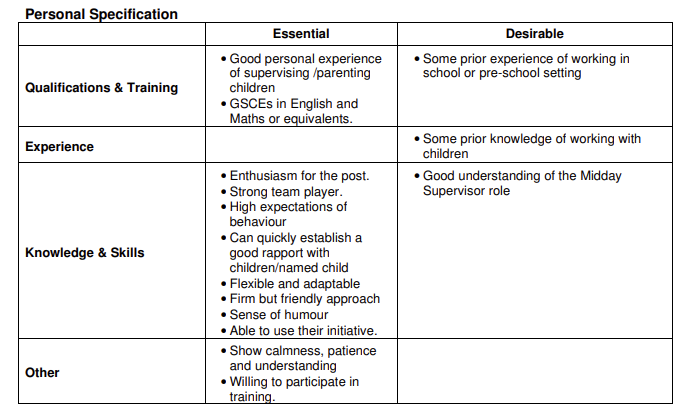 Personal Specification
Essential
Desirable
Qualifications & Training
• Good personal experience
of supervising /parenting
children
• GSCEs in English and
Maths or equivalents.
• Some prior experience of working in
school or pre-school setting
Experience
• Some prior knowledge of working with
children
Knowledge & Skills
• Enthusiasm for the post.
• Strong team player.
• High expectations of
behaviour
• Can quickly establish a
good rapport with
children/named child
• Flexible and adaptable
• Firm but friendly approach
• Sense of humour
• Able to use their initiative.
• Good understanding of the Midday
Supervisor role
Other
• Show calmness, patience
and understanding
• Willing to participate in
training.